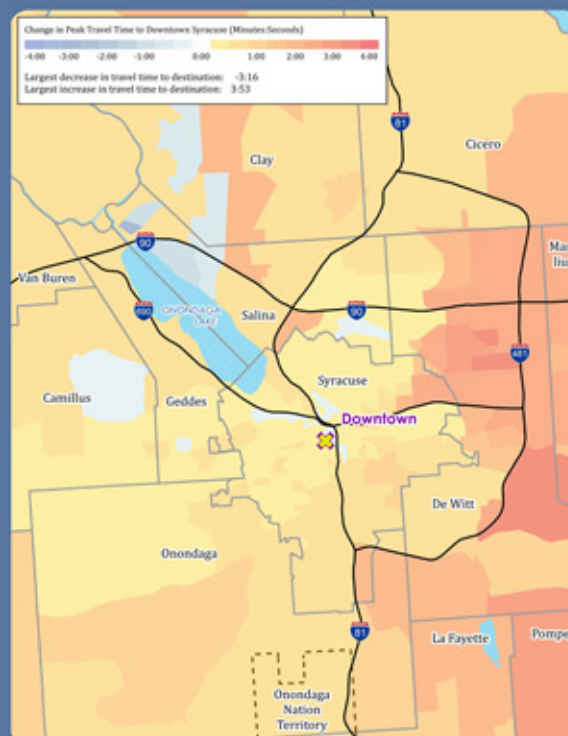 Change in Peak Travel Time to Downtown Syracuse (Minutes:Seconds)
-4:00 -3:00 -2:00 -1:00 0:00 1:00 2:00 3:00 4:00
Largest decrease in travel time to destination: -3:16
Largest increase in travel time to destination: 3:53
81
Cicero
Clay
90
Man
lius
Van Buren
690
ONONDAGA
LAKE
Salina
90
481
Syracuse
Camillus
Geddes
Downtown
De Witt
Onondaga
81
La Fayette
Pompe
Onondaga
Nation
Territory